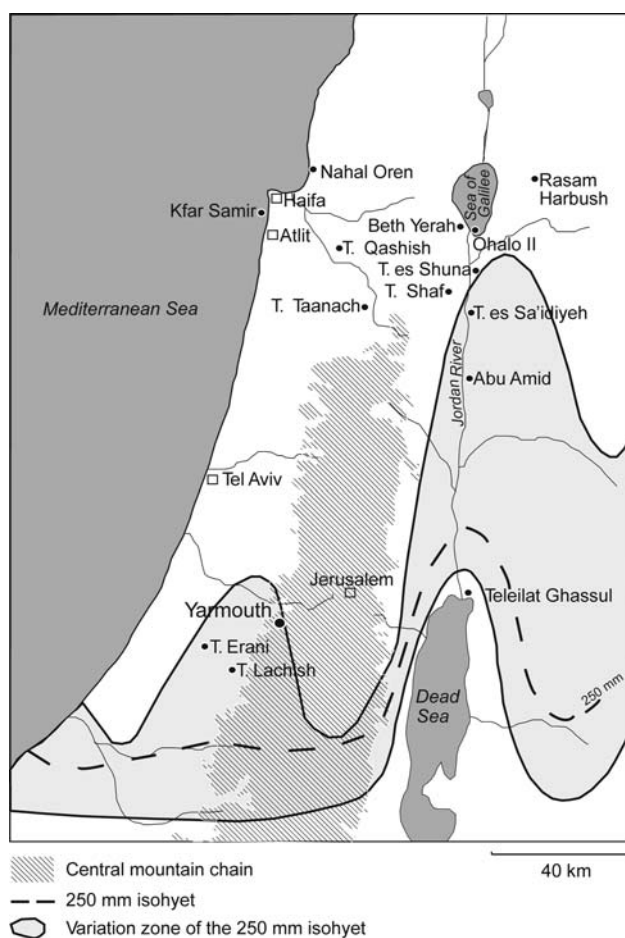 Nahal Oren
Haifa
Kfar Samir
Atlit
T. Qashish
Beth Yerah
Sea of
Galilee
Rasam
Harbush
Ohalo II
T. es Shuna
T. Shaf
T. Taanach
T. es Sa'idiyeh
Mediterranean Sea
Jordan River
Abu Amid
Tel Aviv
Jerusalem
Teleilat Ghassul
Yarmouth
T. Erani
T. Lachish
Dead
Sea
250 mm
Central mountain chain
40 km
250 mm isohyet
Variation zone of the 250 mm isohyet